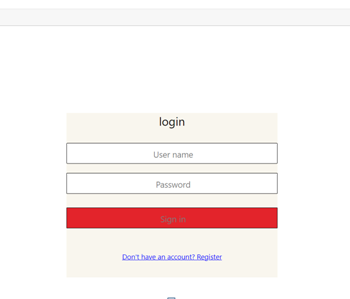 login
User name
Password
Sign in
Don't have an account? Register